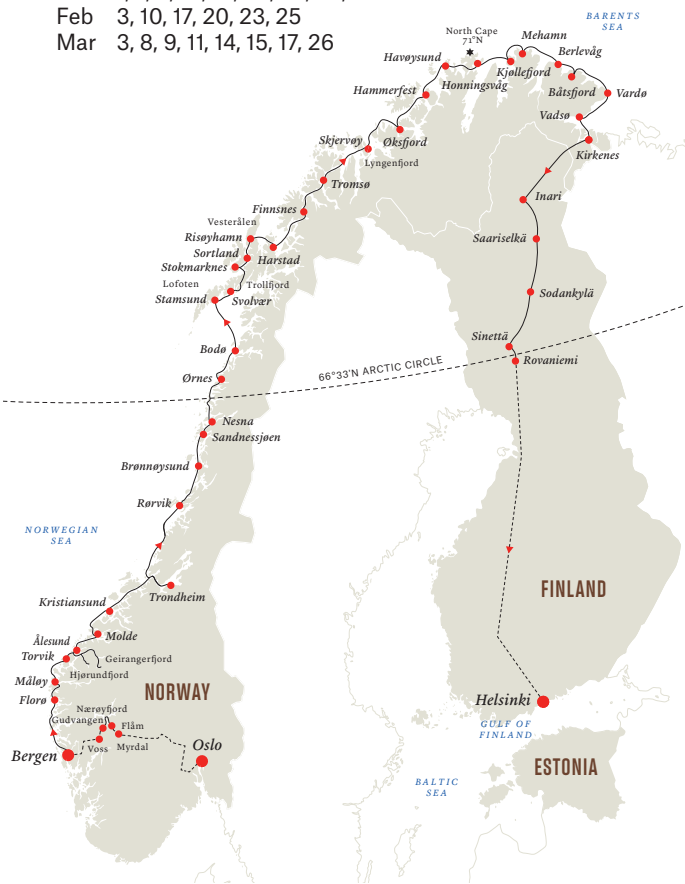 Feb 3, 10, 17, 20, 23, 25
Mar 3, 8, 9, 11, 14, 15, 17, 26
BARENTS
SEA
North Cape
71°N
Mehamn
Berlevåg
Havøysund
Kjøllefjord
Honningsvåg
Båtsfjord
Vardø
Hammerfest
Vadsø
Øksfjord
Skjervøy
Kirkenes
Lyngenfjord
Tromsø
Inari
Finnsnes
Vesterålen
Risøyhamn
Saariselkä
Sortland
Harstad
Stokmarknes
Lofoten
Trollfjord
Stamsund
Svolvær
Sodankylä
Sinettä
Bodø
Rovaniemi
66°33'N ARCTIC CIRCLE
Ørnes
Nesna
Sandnessjøen
Brønnøysund
Rørvik
NORWEGIAN
SEA
FINLAND
Trondheim
Kristiansund
Molde
Ålesund
Torvik
Geirangerfjord
Hjørundfjord
Måløy
NORWAY
Florø
Helsinki
Nærøyfjord
Gudvangen
Flåm
GULF OF
FINLAND
Voss
Myrdal
Oslo
Bergen
ESTONIA
BALTIC
SEA